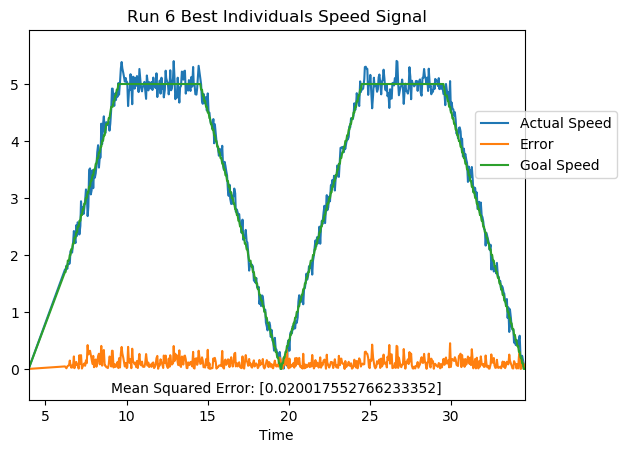 Run 6 Best Individuals Speed Signal
5
4
3
2
1
0
Actual Speed
Error
Goal Speed
Mean Squared Error: [0.020017552766233352]
5 10 15 20 25 30
Time